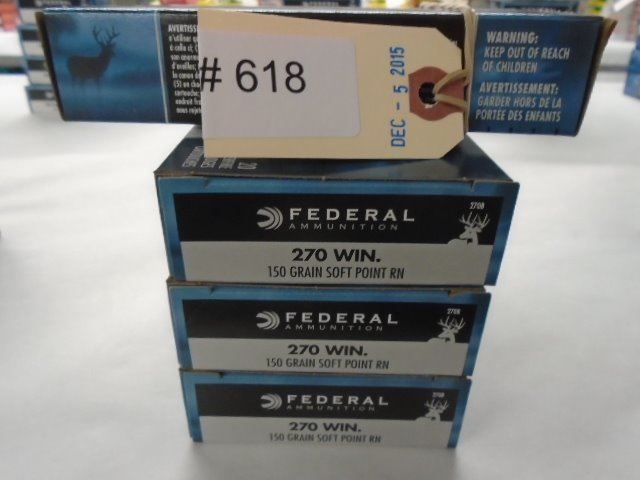 AVERTISS
# 618
DEC - 5 2015
WARNING:
KEEP OUT OF REACH
OF CHILDREN
AVERTISSEMENT:
GARDER HORS DE LA
PORTÉE DES ENFANTS
20
FEDERAL
AMMUNITION
270B
270 WIN.
150 GRAIN SOFT POINT RN
FEDERAL
AMMUNITION
270B
270 WIN.
150 GRAIN SOFT POINT RN
FEDERAL
AMMUNITION
270B
270 WIN.
150 GRAIN SOFT POINT RN